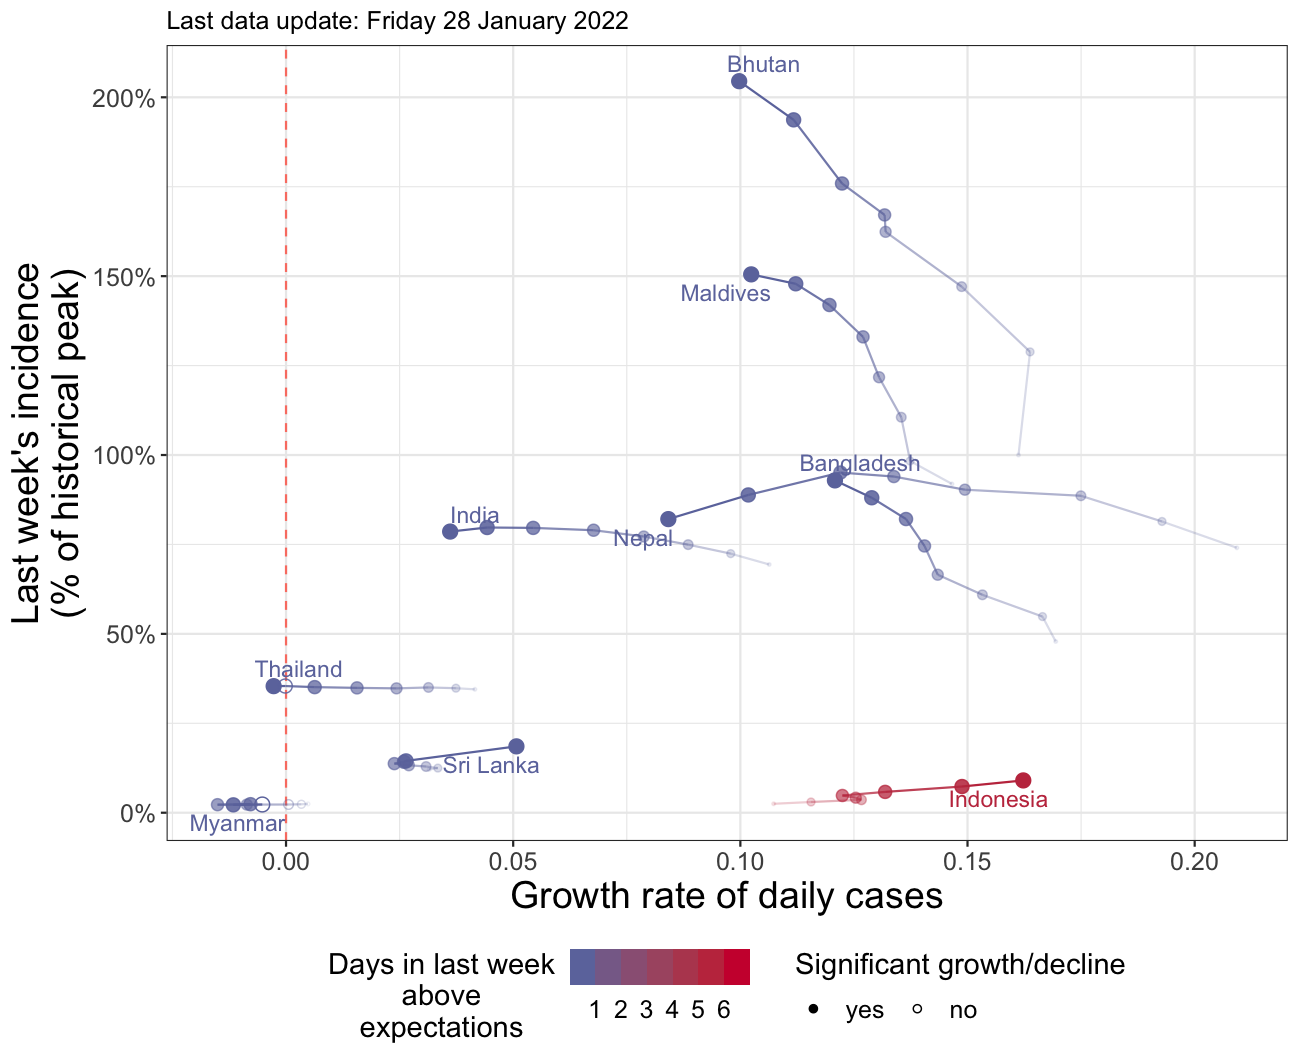 Last data update: Friday 28 January 2022
Last week's incidence
(% of historical peak)
200%
150%
100%
50%
0%
Bhutan
Maldives
Bangladesh
India
Nepal
Thailand
Sri Lanka
Indonesia
Myanmar
0.00 0.05 0.10 0.15 0.20
Growth rate of daily cases
Days in last week
above
expectations
1 2 3 4 5 6
Significant growth/decline
yes no